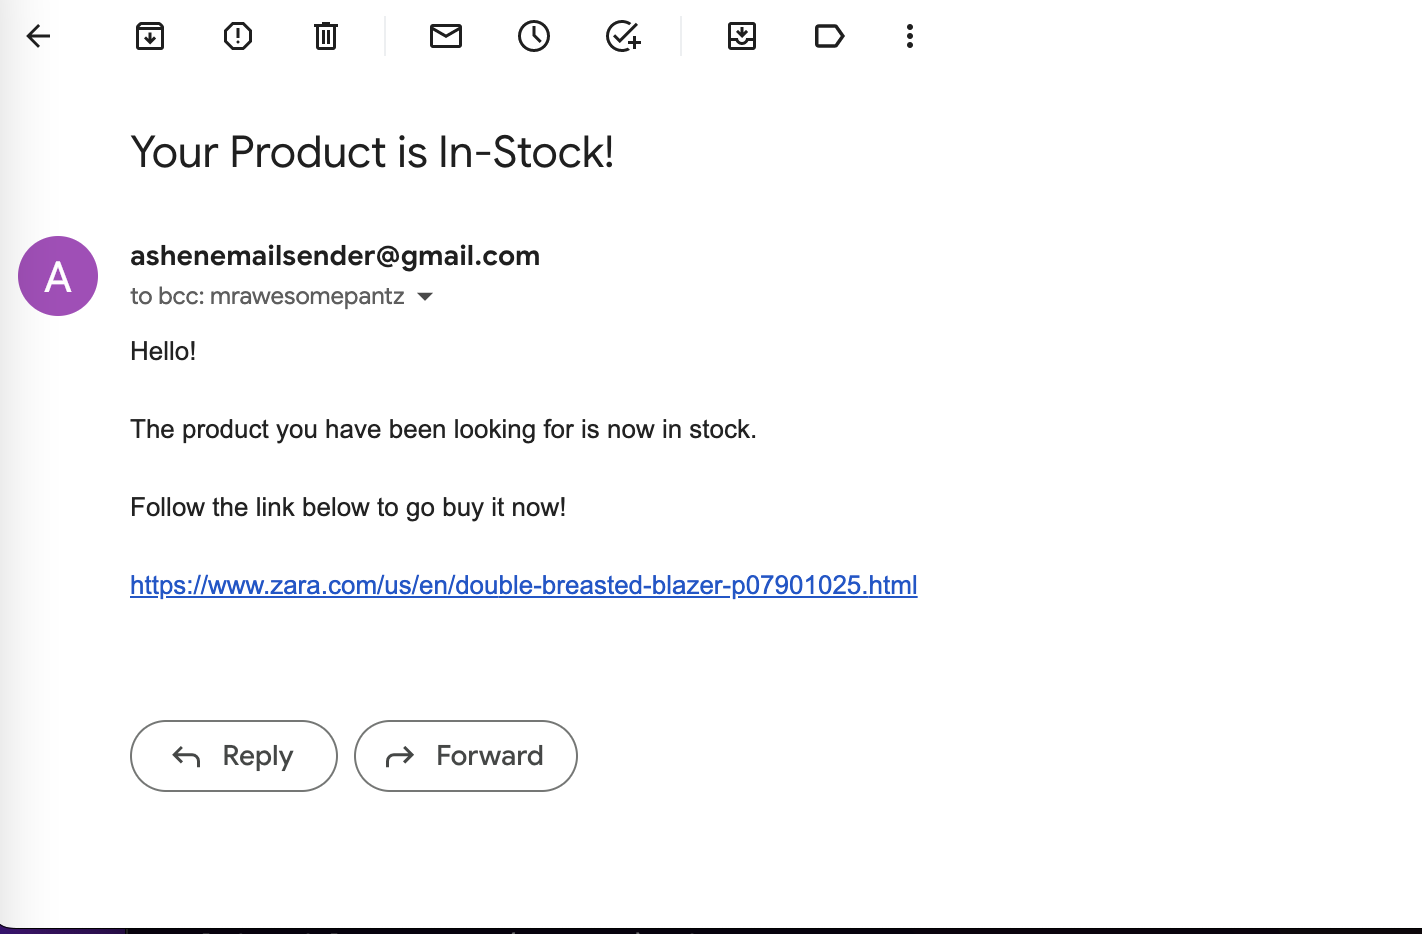 Your Product is In-Stock!
A
ashenemailsender@gmail.com
to bcc: mrawesomepantz
Hello!
The product you have been looking for is now in stock.
Follow the link below to go buy it now!
https://www.zara.com/us/en/double-breasted-blazer-p07901025.html
Reply
Forward